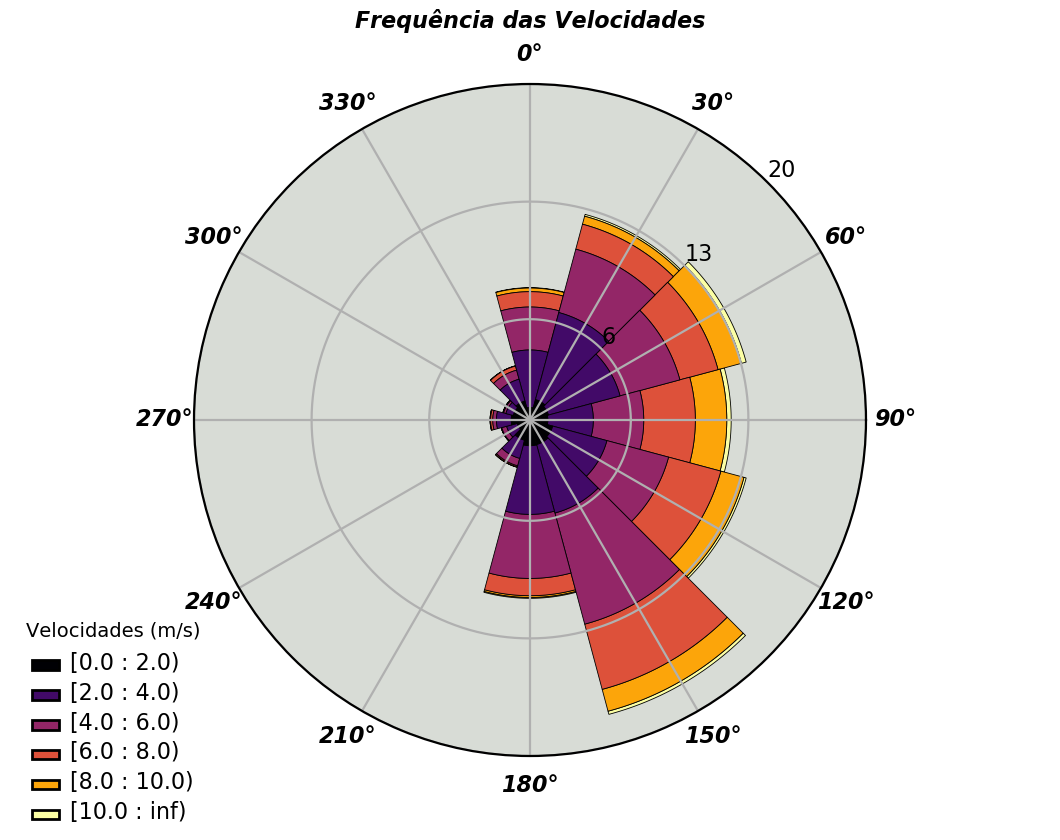 Frequência das Velocidades
0°
330°
30°
20
300°
60°
13
6
270°
90°
240°
120°
210°
150°
180°
Velocidades (m/s)
[0.0 : 2.0)
[2.0 : 4.0)
[4.0 : 6.0)
[6.0 : 8.0)
[8.0 : 10.0)
[10.0 : inf)